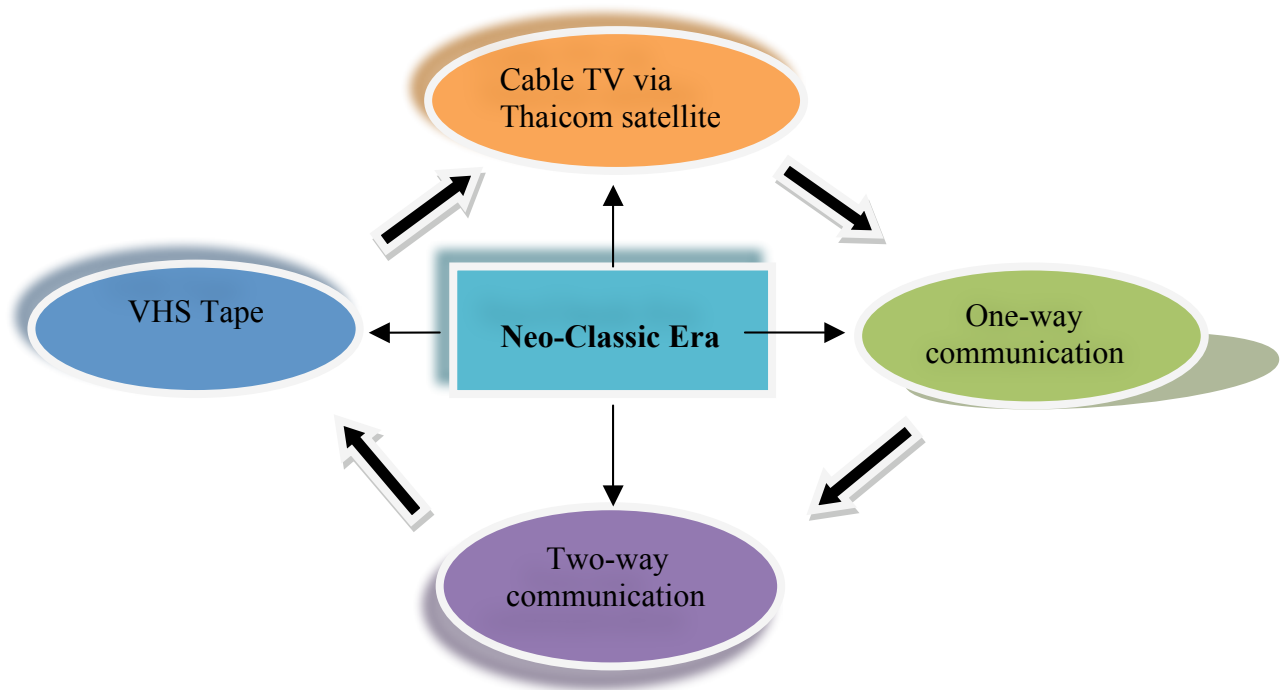 Cable TV via
Thaicom satellite
VHS Tape
Neo-Classic Era
One-way
communication
Two-way
communication